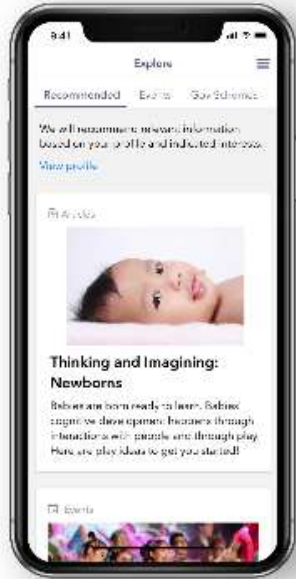 9:41
Explore
Recommended Events Gov Schemes
We will recommend relevant information
based on your profile and indicated interests.
View profile
Articles
Thinking and Imagining:
Newborns
Babies are born ready to learn. Babies'
cognitive development happens through
interactions with people and through play.
Here are play ideas to get you started!
Events